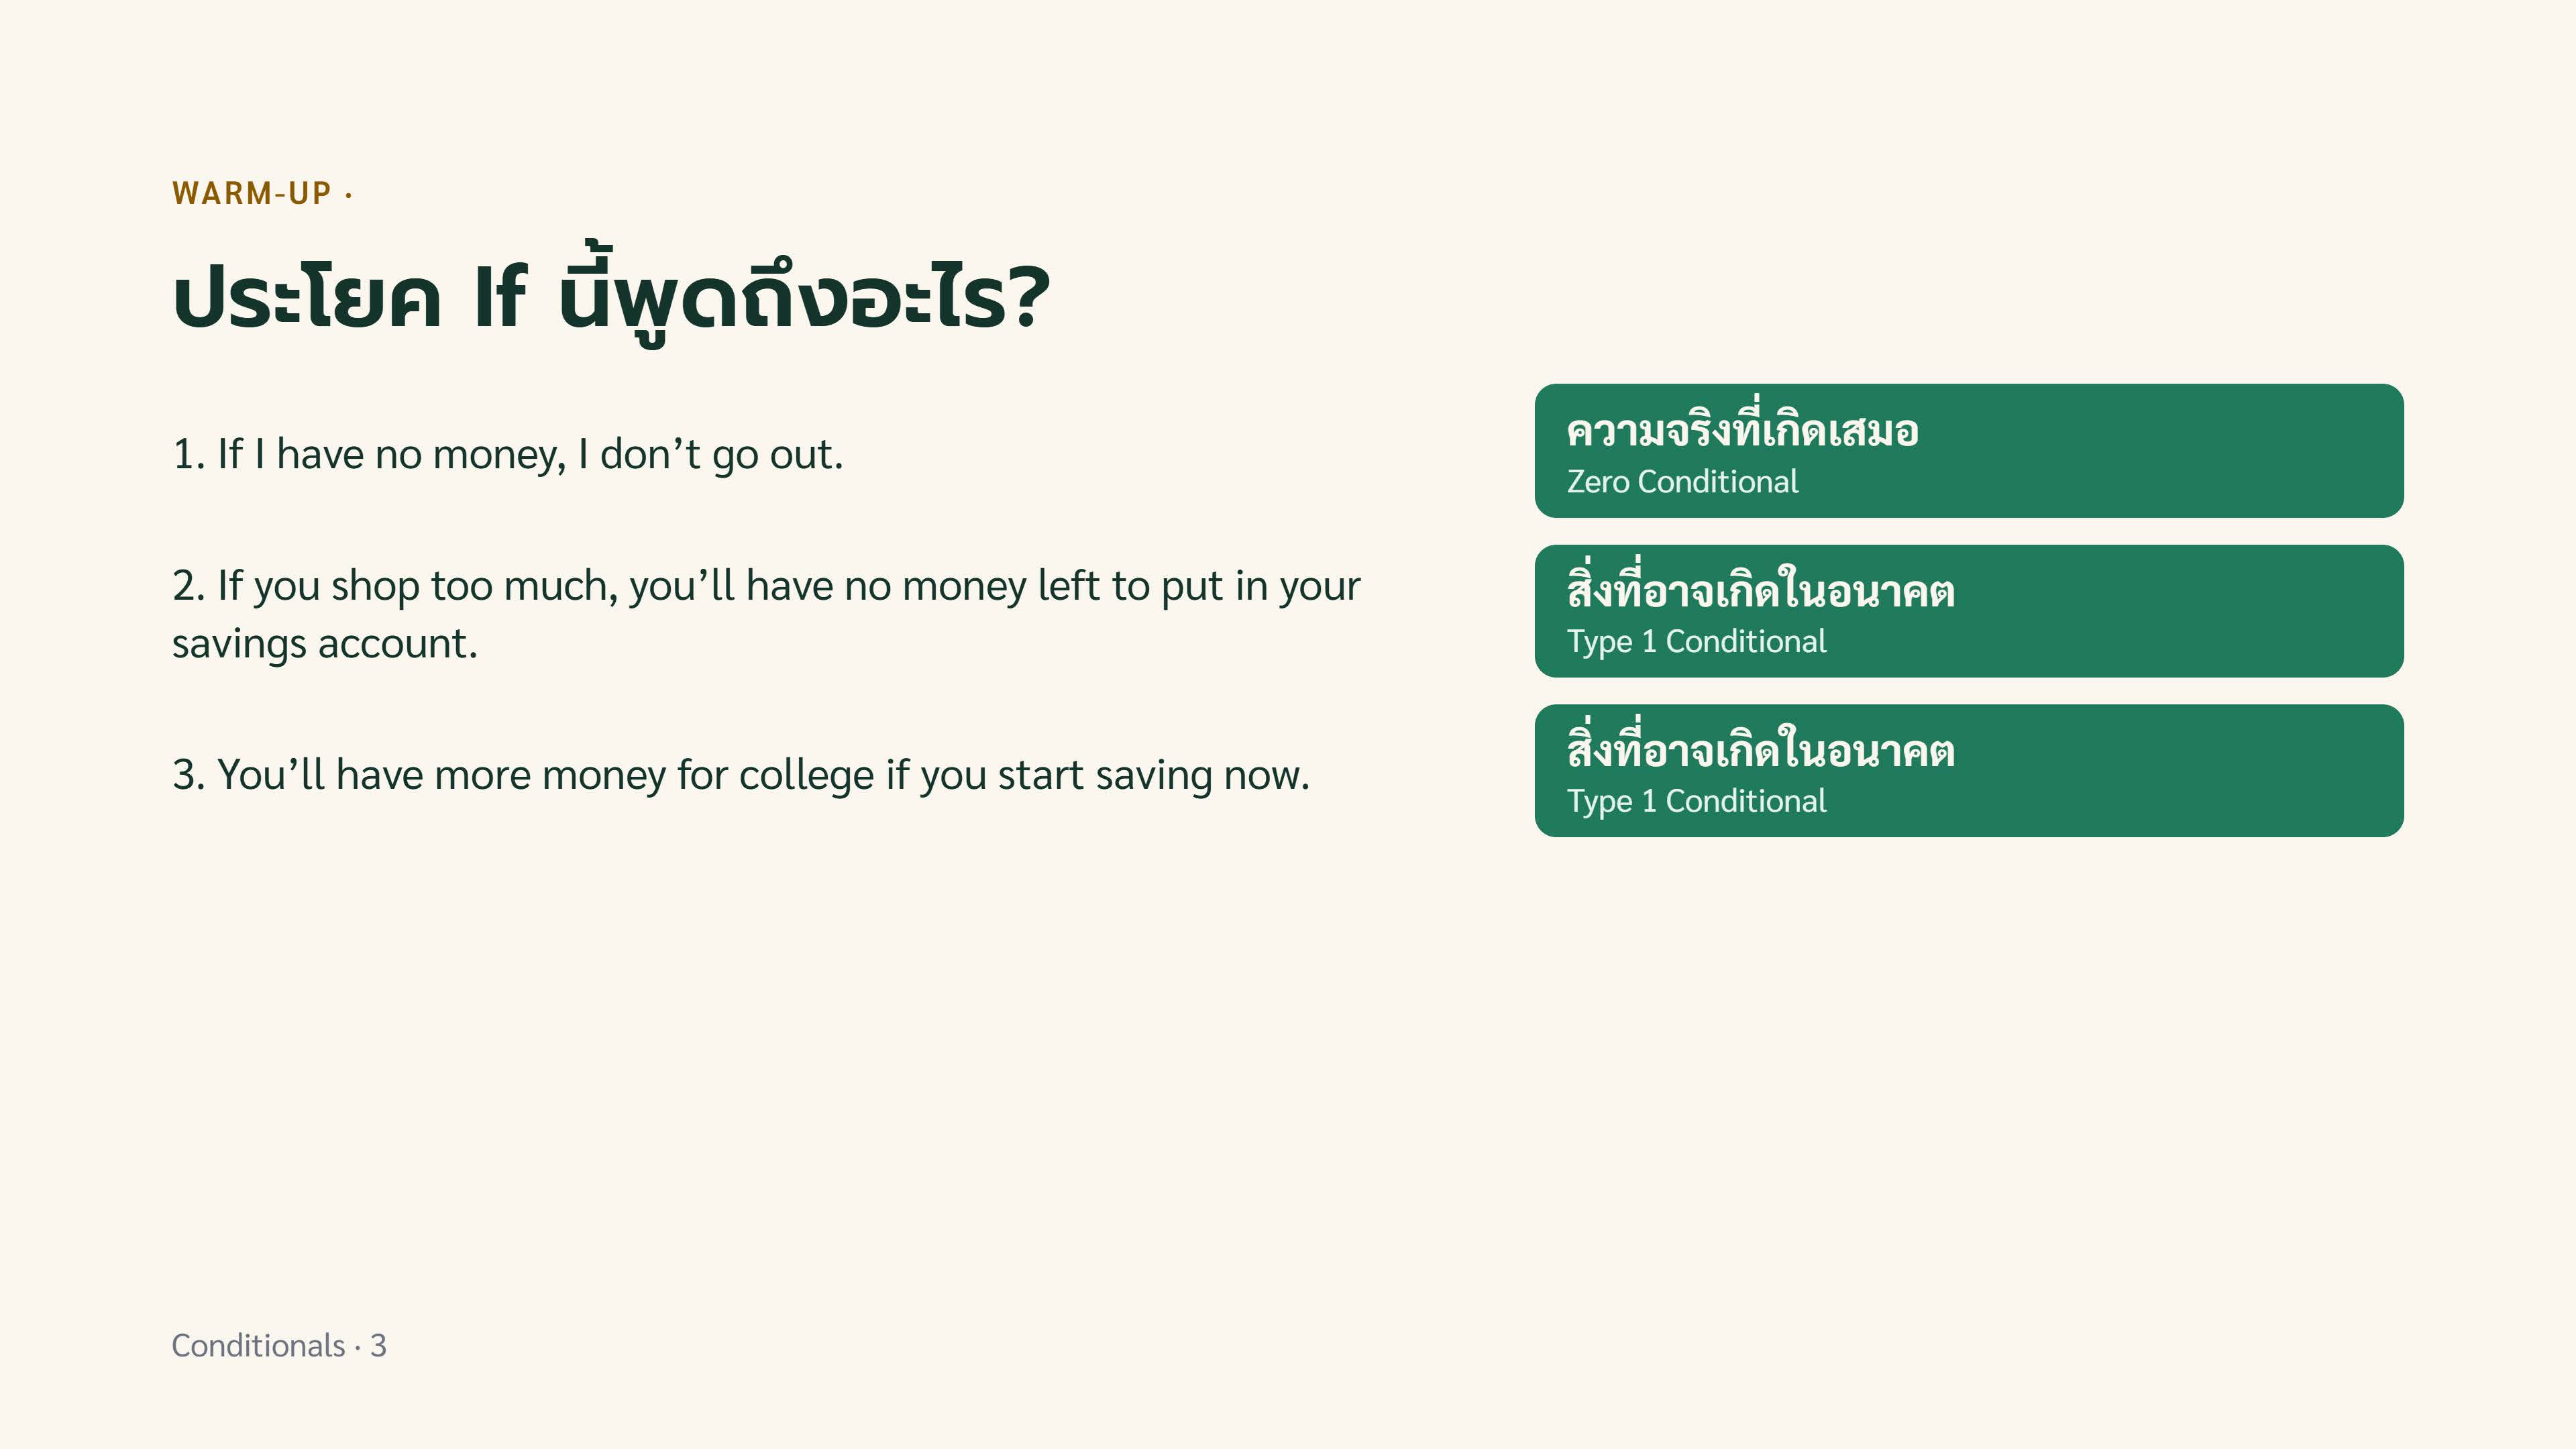 WARM-UP ·
ประโยค If นี้พูดถึงอะไร?
1. If I have no money, I don’t go out.
ความจริงที่เกิดเสมอ
Zero Conditional
2. If you shop too much, you’ll have no money left to put in your
savings account.
สิ่งที่อาจเกิดในอนาคต
Type 1 Conditional
3. You’ll have more money for college if you start saving now.
สิ่งที่อาจเกิดในอนาคต
Type 1 Conditional
Conditionals · 3